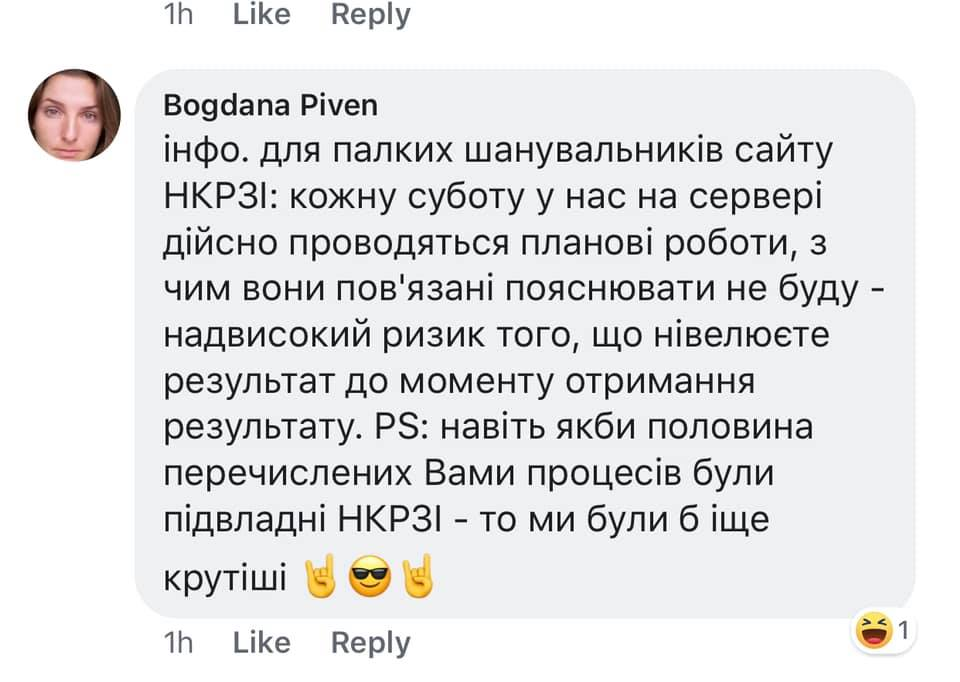 1h Like Reply
Bogdana Piven
інфо. для палких шанувальників сайту
НКРЗІ: кожну суботу у нас на сервері
дійсно проводяться планові роботи, з
чим вони пов'язані пояснювати не буду -
надвисокий ризик того, що нівелюєте
результат до моменту отримання
результату. PS: навіть якби половина
перечислених Вами процесів були
підвладні НКРЗІ - то ми були б іще
крутіші 🤘😎🤘
1h Like Reply
1